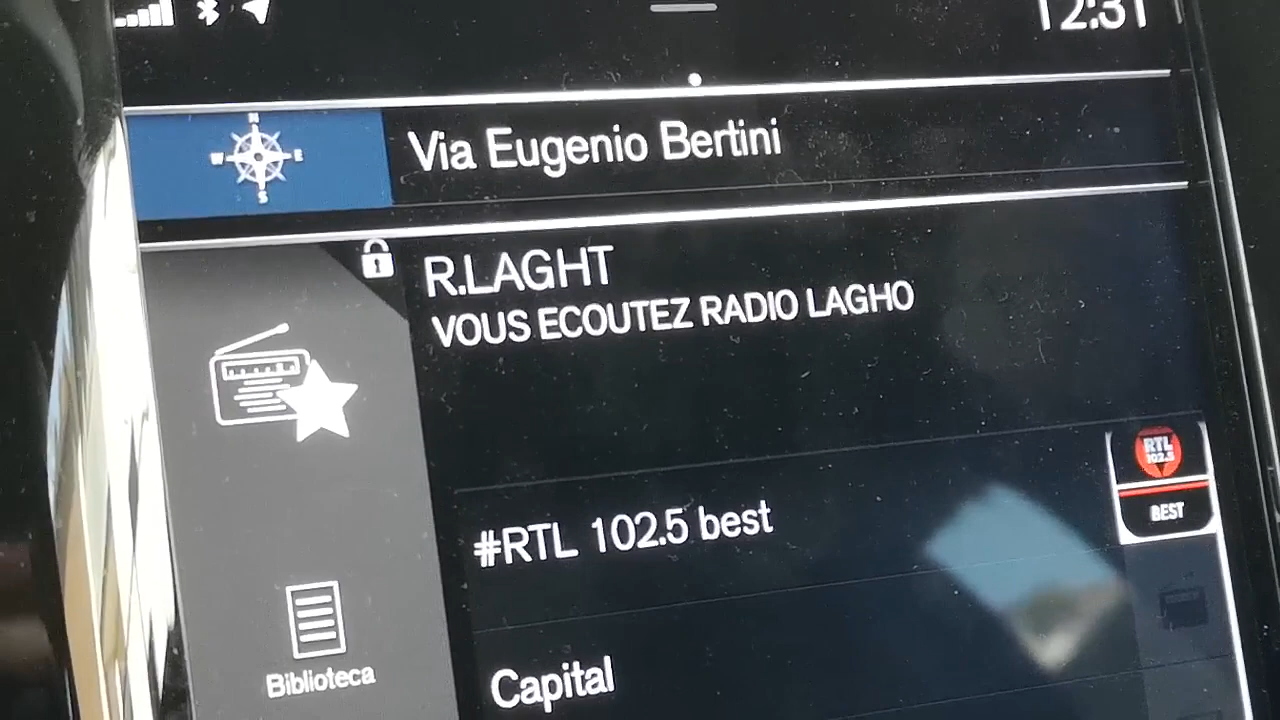 12:31
N
W E
S
Via Eugenio Bertini
R.LAGHT
VOUS ECOUTEZ RADIO LAGHO
RTL
102.5
BEST
#RTL 102.5 best
Biblioteca
Capital